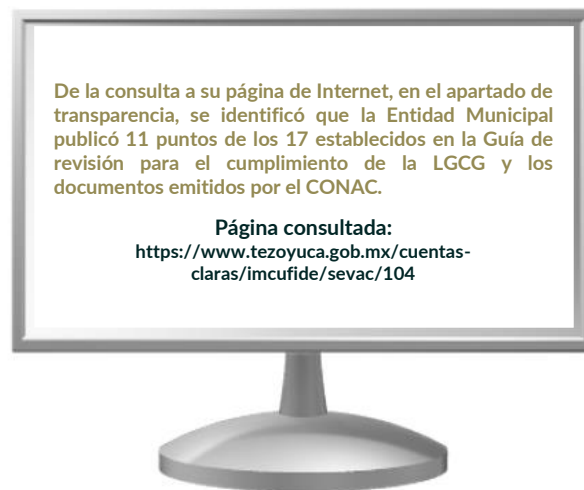 De la consulta a su página de Internet, en el apartado de
transparencia, se identificó que la Entidad Municipal
publicó 11 puntos de los 17 establecidos en la Guía de
revisión para el cumplimiento de la LGCG y los
documentos emitidos por el CONAC.
Página consultada:
https://www.tezoyuca.gob.mx/cuentas-
claras/imcufide/sevac/104